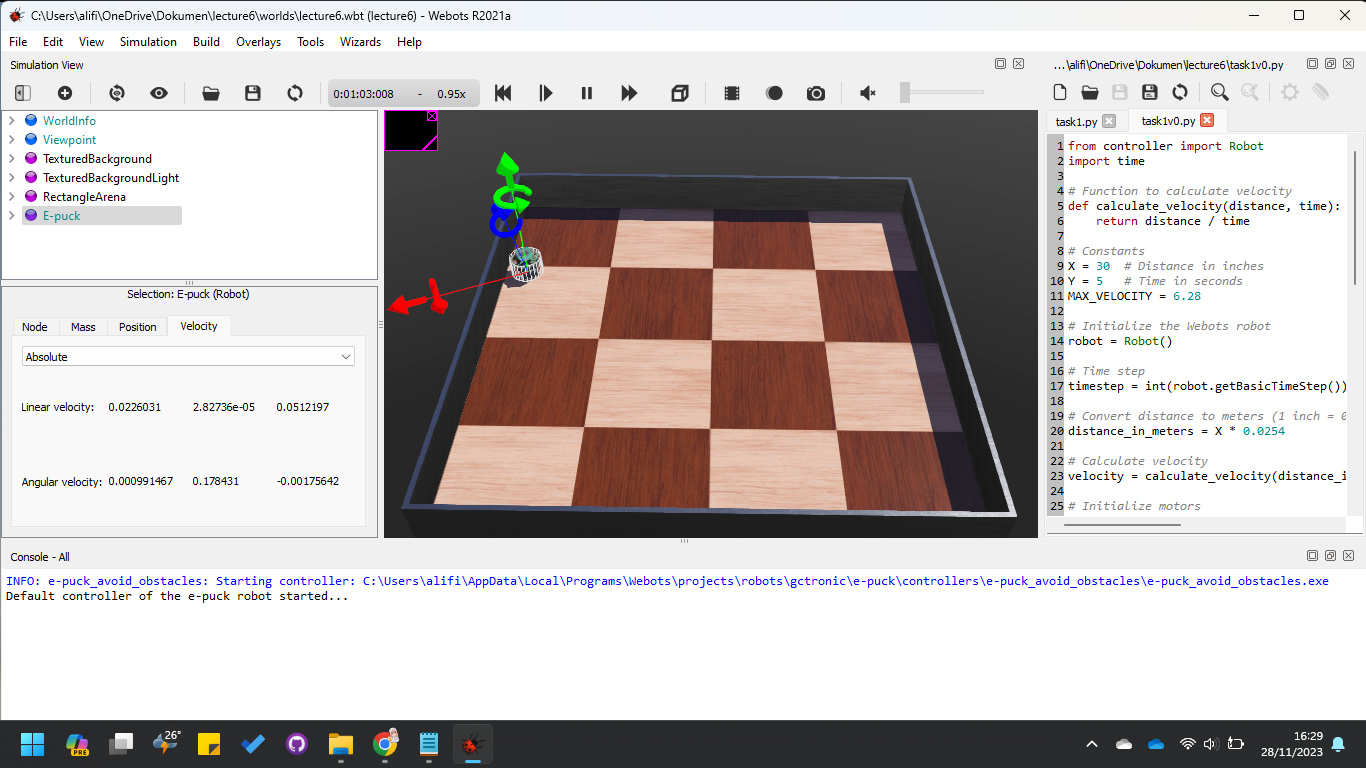 C:\Users\alifi\OneDrive\Dokumen\lecture6\worlds\lecture6.wbt (lecture6) - Webots R2021a
File Edit View Simulation Build Overlays Tools Wizards Help
Simulation View
0:01:03:008 - 0.95x
WorldInfo
Viewpoint
TexturedBackground
TexturedBackgroundLight
RectangleArena
E-puck
Selection: E-puck (Robot)
Node Mass Position Velocity
Absolute
Linear velocity: 0.0226031 2.82736e-05 0.0512197
Angular velocity: 0.000991467 0.178431 -0.00175642
...\alifi\OneDrive\Dokumen\lecture6\task1v0.py
task1.py task1v0.py
1 from controller import Robot
2 import time
3
4 # Function to calculate velocity
5 def calculate_velocity(distance, time):
6     return distance / time
7
8 # Constants
9 X = 30  # Distance in inches
10 Y = 5   # Time in seconds
11 MAX_VELOCITY = 6.28
12
13 # Initialize the Webots robot
14 robot = Robot()
15
16 # Time step
17 timestep = int(robot.getBasicTimeStep())
18
19 # Convert distance to meters (1 inch = 0
20 distance_in_meters = X * 0.0254
21
22 # Calculate velocity
23 velocity = calculate_velocity(distance_i
24
25 # Initialize motors
Console - All
INFO: e-puck_avoid_obstacles: Starting controller: C:\Users\alifi\AppData\Local\Programs\Webots\projects\robots\gctronic\e-puck\controllers\e-puck_avoid_obstacles\e-puck_avoid_obstacles.exe
Default controller of the e-puck robot started...
PRE
26°
16:29
28/11/2023